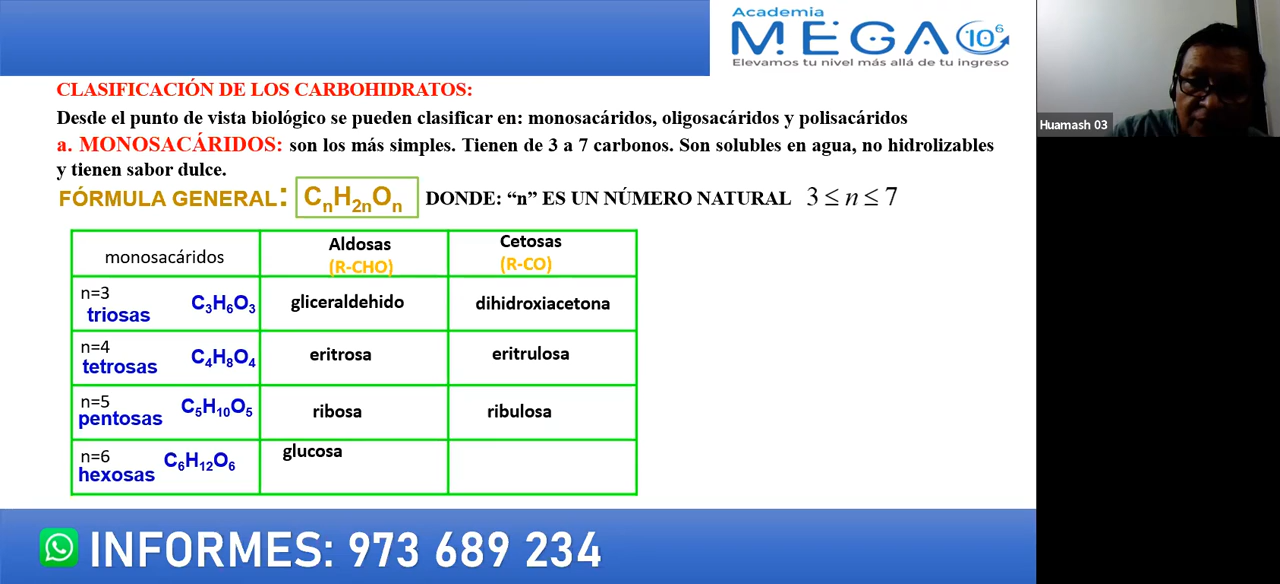 Academia
MEGA 10⁶
Elevamos tu nivel más allá de tu ingreso
Huamash 03
CLASIFICACIÓN DE LOS CARBOHIDRATOS:
Desde el punto de vista biológico se pueden clasificar en: monosacáridos, oligosacáridos y polisacáridos
a. MONOSACÁRIDOS: son los más simples. Tienen de 3 a 7 carbonos. Son solubles en agua, no hidrolizables
y tienen sabor dulce.
FÓRMULA GENERAL: CₙH₂ₙOₙ DONDE: “n” ES UN NÚMERO NATURAL 3 ≤ n ≤ 7
monosacáridos
Aldosas
(R-CHO)
Cetosas
(R-CO)
n=3
triosas
C₃H₆O₃
gliceraldehido
dihidroxiacetona
n=4
tetrosas
C₄H₈O₄
eritrosa
eritrulosa
n=5
pentosas
C₅H₁₀O₅
ribosa
ribulosa
n=6
hexosas
C₆H₁₂O₆
glucosa
INFORMES: 973 689 234